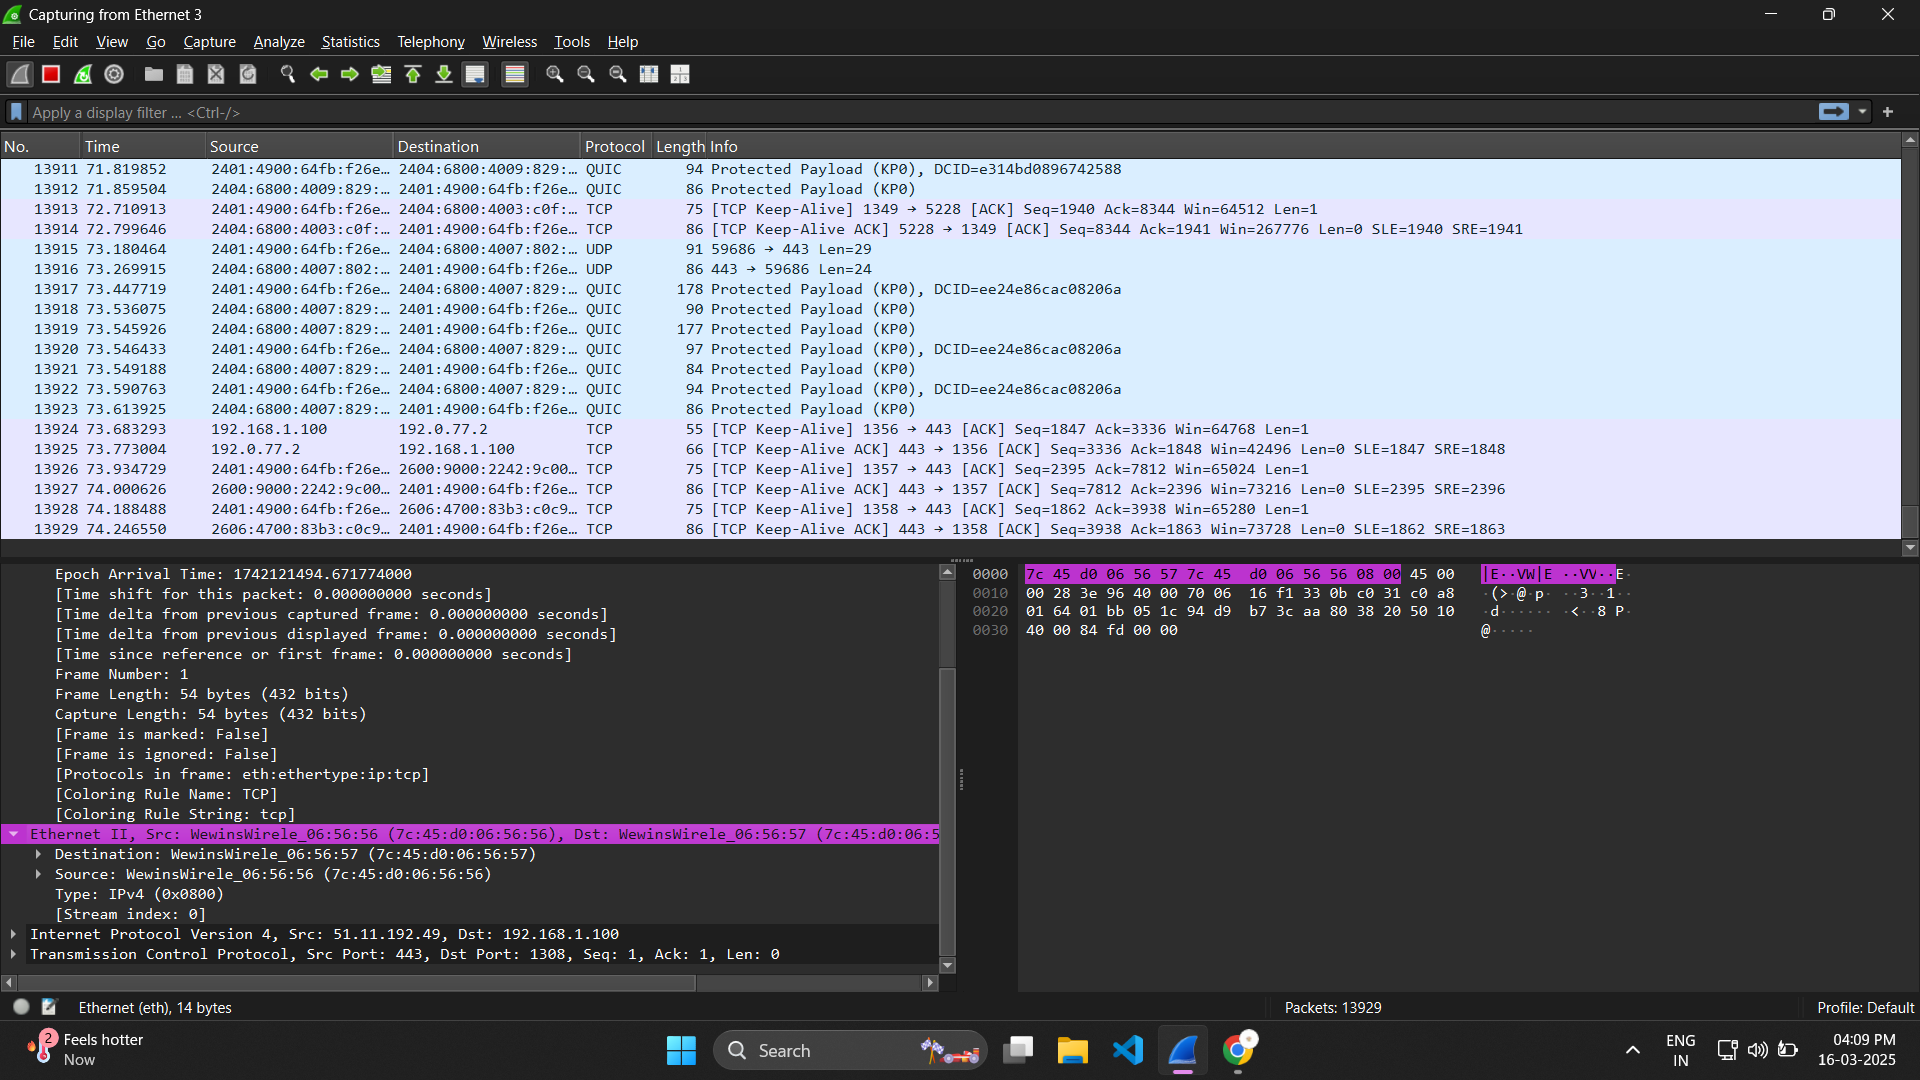 Capturing from Ethernet 3
File Edit View Go Capture Analyze Statistics Telephony Wireless Tools Help
Apply a display filter … <Ctrl-/>
No. Time Source Destination Protocol Length Info
13911 71.819852 2401:4900:64fb:f26e… 2404:6800:4009:829:… QUIC 94 Protected Payload (KP0), DCID=e314bd0896742588
13912 71.859504 2404:6800:4009:829:… 2401:4900:64fb:f26e… QUIC 86 Protected Payload (KP0)
13913 72.710913 2401:4900:64fb:f26e… 2404:6800:4003:c0f:… TCP 75 [TCP Keep-Alive] 1349 → 5228 [ACK] Seq=1940 Ack=8344 Win=64512 Len=1
13914 72.799646 2404:6800:4003:c0f:… 2401:4900:64fb:f26e… TCP 86 [TCP Keep-Alive ACK] 5228 → 1349 [ACK] Seq=8344 Ack=1941 Win=267776 Len=0 SLE=1940 SRE=1941
13915 73.180464 2401:4900:64fb:f26e… 2404:6800:4007:802:… UDP 91 59686 → 443 Len=29
13916 73.269915 2404:6800:4007:802:… 2401:4900:64fb:f26e… UDP 86 443 → 59686 Len=24
13917 73.447719 2401:4900:64fb:f26e… 2404:6800:4007:829:… QUIC 178 Protected Payload (KP0), DCID=ee24e86cac08206a
13918 73.536075 2404:6800:4007:829:… 2401:4900:64fb:f26e… QUIC 90 Protected Payload (KP0)
13919 73.545926 2404:6800:4007:829:… 2401:4900:64fb:f26e… QUIC 177 Protected Payload (KP0)
13920 73.546433 2401:4900:64fb:f26e… 2404:6800:4007:829:… QUIC 97 Protected Payload (KP0), DCID=ee24e86cac08206a
13921 73.549188 2404:6800:4007:829:… 2401:4900:64fb:f26e… QUIC 84 Protected Payload (KP0)
13922 73.590763 2401:4900:64fb:f26e… 2404:6800:4007:829:… QUIC 94 Protected Payload (KP0), DCID=ee24e86cac08206a
13923 73.613925 2404:6800:4007:829:… 2401:4900:64fb:f26e… QUIC 86 Protected Payload (KP0)
13924 73.683293 192.168.1.100 192.0.77.2 TCP 55 [TCP Keep-Alive] 1356 → 443 [ACK] Seq=1847 Ack=3336 Win=64768 Len=1
13925 73.773004 192.0.77.2 192.168.1.100 TCP 66 [TCP Keep-Alive ACK] 443 → 1356 [ACK] Seq=3336 Ack=1848 Win=42496 Len=0 SLE=1847 SRE=1848
13926 73.934729 2401:4900:64fb:f26e… 2600:9000:2242:9c00… TCP 75 [TCP Keep-Alive] 1357 → 443 [ACK] Seq=2395 Ack=7812 Win=65024 Len=1
13927 74.000626 2600:9000:2242:9c00… 2401:4900:64fb:f26e… TCP 86 [TCP Keep-Alive ACK] 443 → 1357 [ACK] Seq=7812 Ack=2396 Win=73216 Len=0 SLE=2395 SRE=2396
13928 74.188488 2401:4900:64fb:f26e… 2606:4700:83b3:c0c9… TCP 75 [TCP Keep-Alive] 1358 → 443 [ACK] Seq=1862 Ack=3938 Win=65280 Len=1
13929 74.246550 2606:4700:83b3:c0c9… 2401:4900:64fb:f26e… TCP 86 [TCP Keep-Alive ACK] 443 → 1358 [ACK] Seq=3938 Ack=1863 Win=73728 Len=0 SLE=1862 SRE=1863
Epoch Arrival Time: 1742121494.671774000
[Time shift for this packet: 0.000000000 seconds]
[Time delta from previous captured frame: 0.000000000 seconds]
[Time delta from previous displayed frame: 0.000000000 seconds]
[Time since reference or first frame: 0.000000000 seconds]
Frame Number: 1
Frame Length: 54 bytes (432 bits)
Capture Length: 54 bytes (432 bits)
[Frame is marked: False]
[Frame is ignored: False]
[Protocols in frame: eth:ethertype:ip:tcp]
[Coloring Rule Name: TCP]
[Coloring Rule String: tcp]
Ethernet II, Src: WewinsWirele_06:56:56 (7c:45:d0:06:56:56), Dst: WewinsWirele_06:56:57 (7c:45:d0:06:5
Destination: WewinsWirele_06:56:57 (7c:45:d0:06:56:57)
Source: WewinsWirele_06:56:56 (7c:45:d0:06:56:56)
Type: IPv4 (0x0800)
[Stream index: 0]
Internet Protocol Version 4, Src: 51.11.192.49, Dst: 192.168.1.100
Transmission Control Protocol, Src Port: 443, Dst Port: 1308, Seq: 1, Ack: 1, Len: 0
0000 7c 45 d0 06 56 57 7c 45 d0 06 56 56 08 00 45 00 |E··VW|E ··VV··E·
0010 00 28 3e 96 40 00 70 06 16 f1 33 0b c0 31 c0 a8 ·(>·@·p· ··3··1··
0020 01 64 01 bb 05 1c 94 d9 b7 3c aa 80 38 20 50 10 ·d······ ·<··8 P·
0030 40 00 84 fd 00 00 @·····
Ethernet (eth), 14 bytes
Packets: 13929
Profile: Default
2
Feels hotter
Now
Search
ENG
IN
04:09 PM
16-03-2025